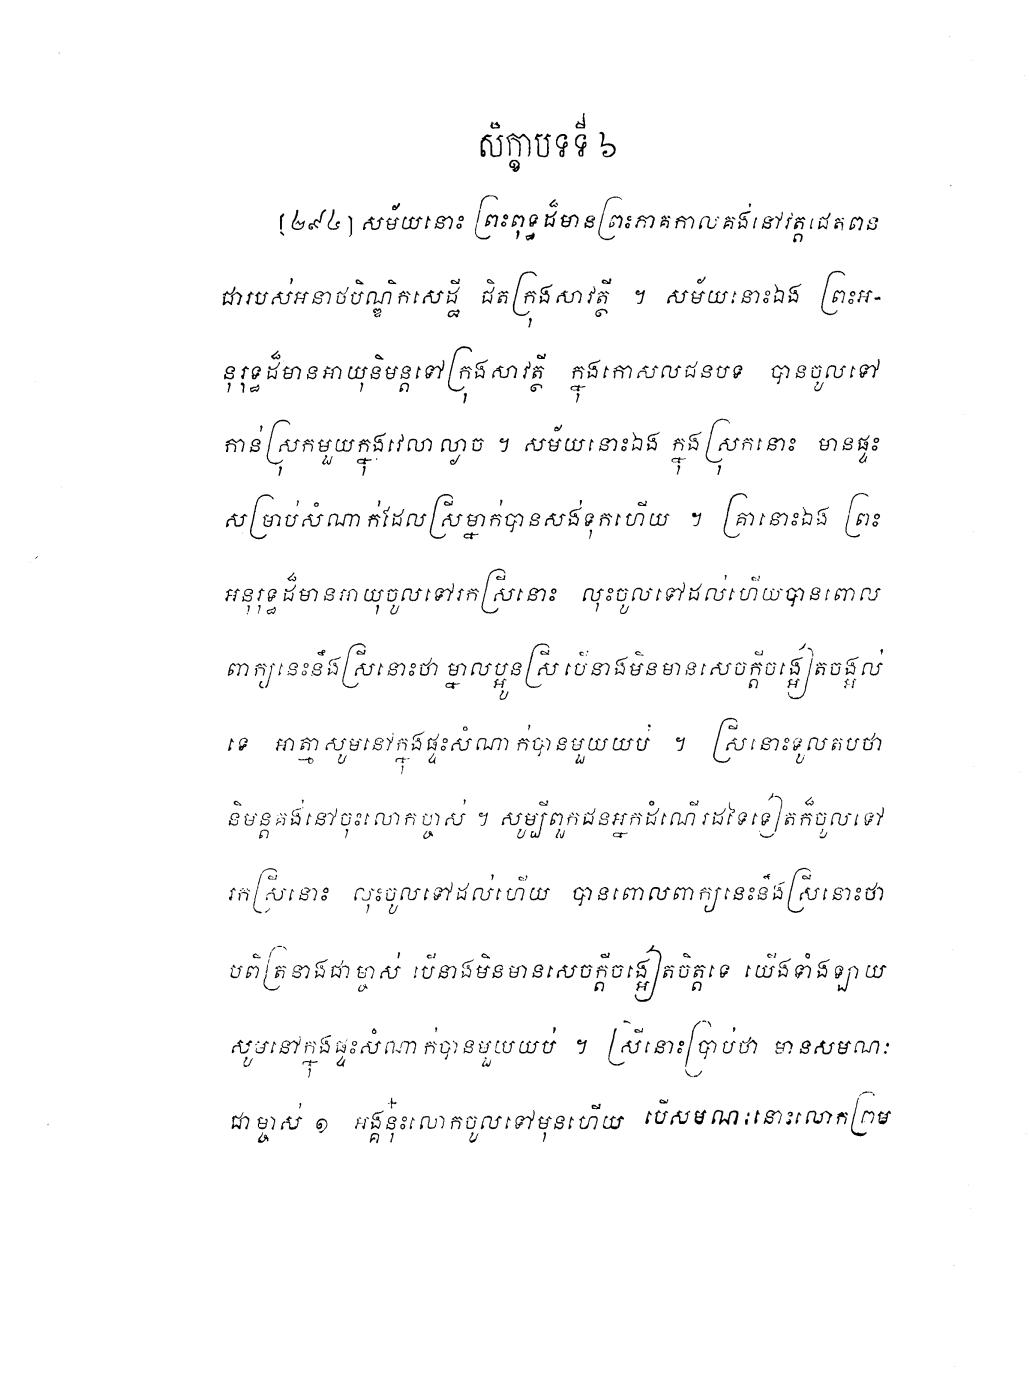 សិក្ខាបទទី ៦
[២៩៤] សម័យនោះ ព្រះពុទ្ធដ៏មានព្រះភាគកាលគង់នៅវត្តជេតពន
ជារបស់អនាថបិណ្ឌិកសេដ្ឋី ជិតក្រុងសាវត្ថី ។ សម័យនោះឯង ព្រះអ-
នុរុទ្ធដ៏មានអាយុនិមន្តទៅក្រុងសាវត្ថី ក្នុងកោសលជនបទ បានចូលទៅ
កាន់ស្រុកមួយក្នុងវេលាល្ងាច ។ សម័យនោះឯង ក្នុងស្រុកនោះ មានផ្ទះ
សម្រាប់សំណាក់ដែលស្រីម្នាក់បានសង់ទុកហើយ ។ គ្រានោះឯង ព្រះ
អនុរុទ្ធដ៏មានអាយុចូលទៅរកស្រីនោះ លុះចូលទៅដល់ហើយបានពោល
ពាក្យនេះនឹងស្រីនោះថា ម្នាលប្អូនស្រី បើនាងមិនមានសេចក្តីចង្អៀតចង្អល់
ទេ អាត្មាសូមនៅក្នុងផ្ទះសំណាក់បានមួយយប់ ។ ស្រីនោះទូលតបថា
និមន្តគង់នៅចុះលោកម្ចាស់ ។ សូម្បីពួកជនអ្នកដំណើរដទៃទៀតក៏ចូលទៅ
រកស្រីនោះ លុះចូលទៅដល់ហើយ បានពោលពាក្យនេះនឹងស្រីនោះថា
បពិត្រនាងជាម្ចាស់ បើនាងមិនមានសេចក្តីចង្អៀតចិត្តទេ យើងទាំងឡាយ
សូមនៅក្នុងផ្ទះសំណាក់បានមួយយប់ ។ ស្រីនោះប្រាប់ថា មានសមណៈ
ជាម្ចាស់ ១ អង្គនុ៎ះលោកចូលទៅមុនហើយ បើសមណៈនោះលោកព្រម